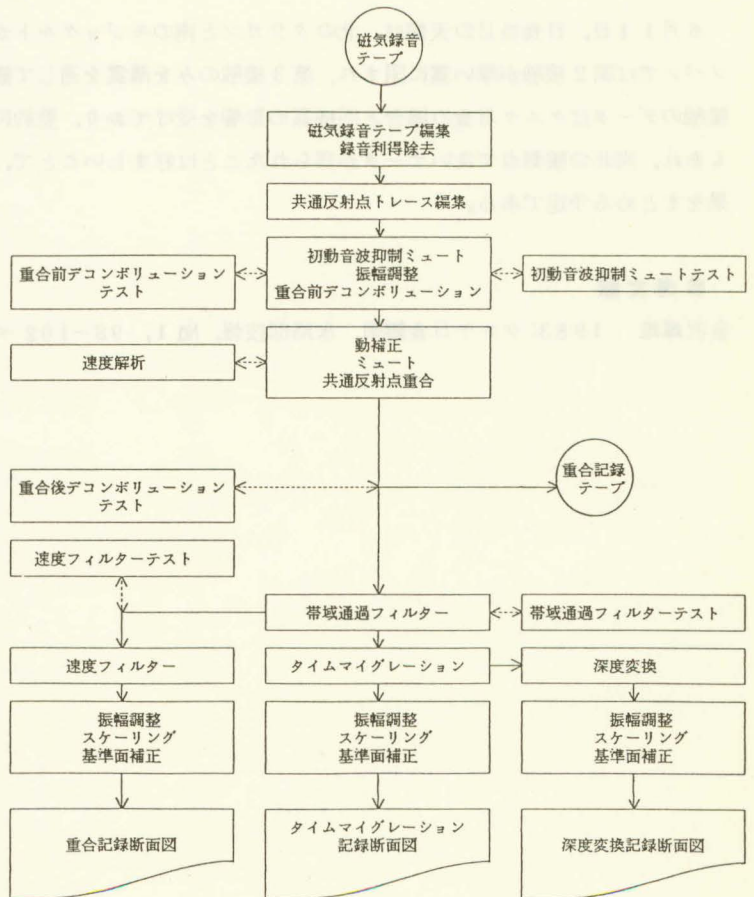 磁気録音
テープ
磁気録音テープ編集
録音利得除去
共通反射点トレース編集
重合前デコンボリューション
テスト
初動音波抑制ミュート
振幅調整
重合前デコンボリューション
初動音波抑制ミュートテスト
速度解析
動補正
ミュート
共通反射点重合
重合後デコンボリューション
テスト
重合記録
テープ
速度フィルターテスト
帯域通過フィルター
帯域通過フィルターテスト
速度フィルター
タイムマイグレーション
深度変換
振幅調整
スケーリング
基準面補正
振幅調整
スケーリング
基準面補正
振幅調整
スケーリング
基準面補正
重合記録断面図
タイムマイグレーション
記録断面図
深度変換記録断面図